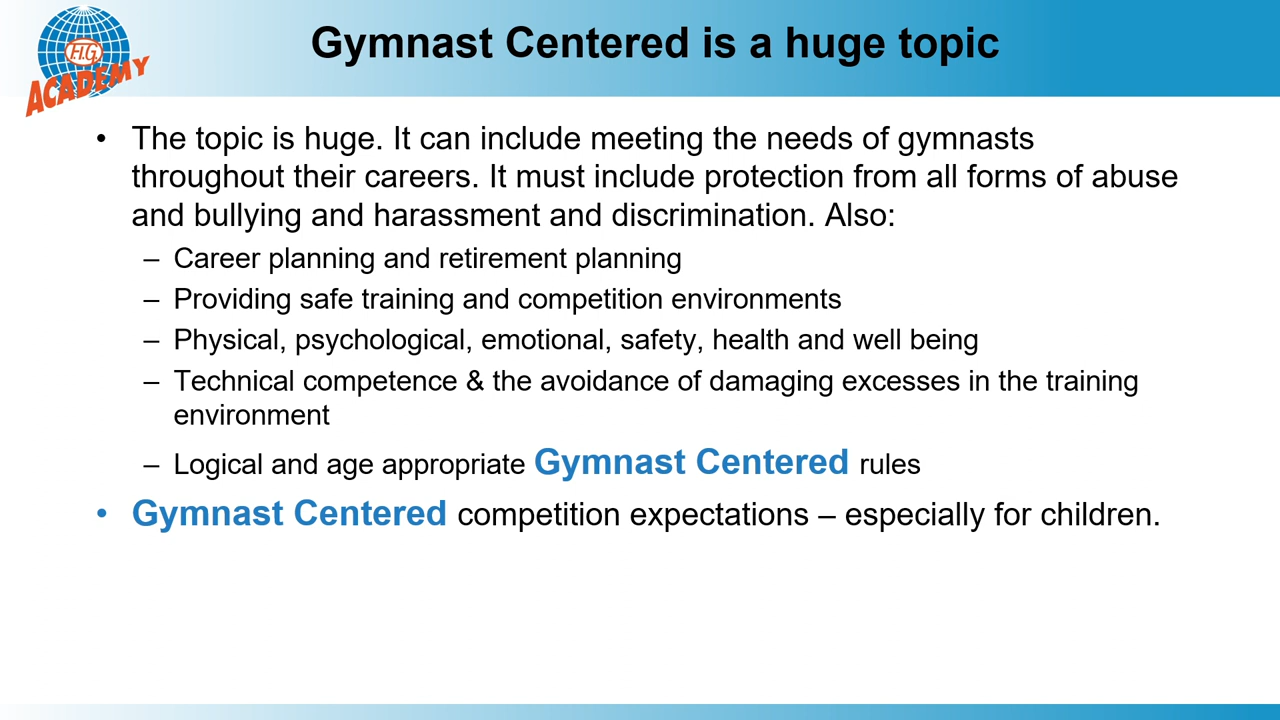 F.I.G.
ACADEMY
Gymnast Centered is a huge topic
• The topic is huge. It can include meeting the needs of gymnasts
throughout their careers. It must include protection from all forms of abuse
and bullying and harassment and discrimination. Also:
– Career planning and retirement planning
– Providing safe training and competition environments
– Physical, psychological, emotional, safety, health and well being
– Technical competence & the avoidance of damaging excesses in the training
environment
– Logical and age appropriate Gymnast Centered rules
• Gymnast Centered competition expectations – especially for children.